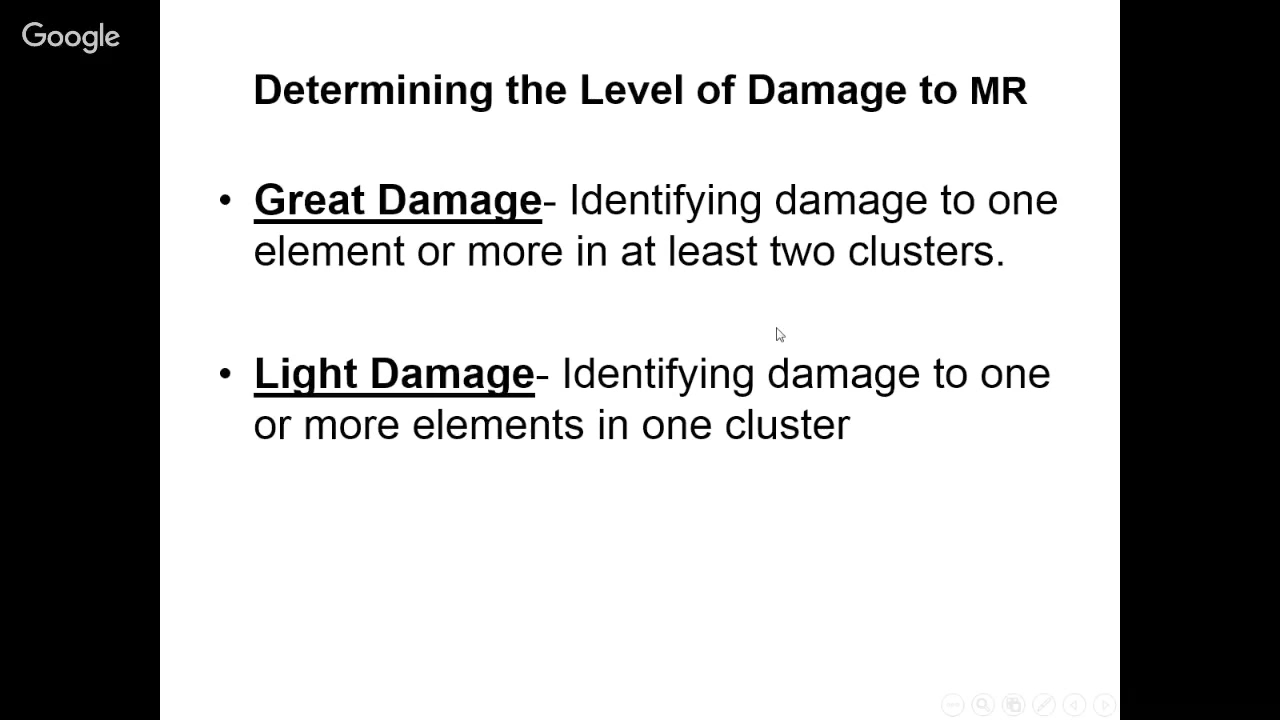 Google
Determining the Level of Damage to MR
• Great Damage- Identifying damage to one
element or more in at least two clusters.
• Light Damage- Identifying damage to one
or more elements in one cluster